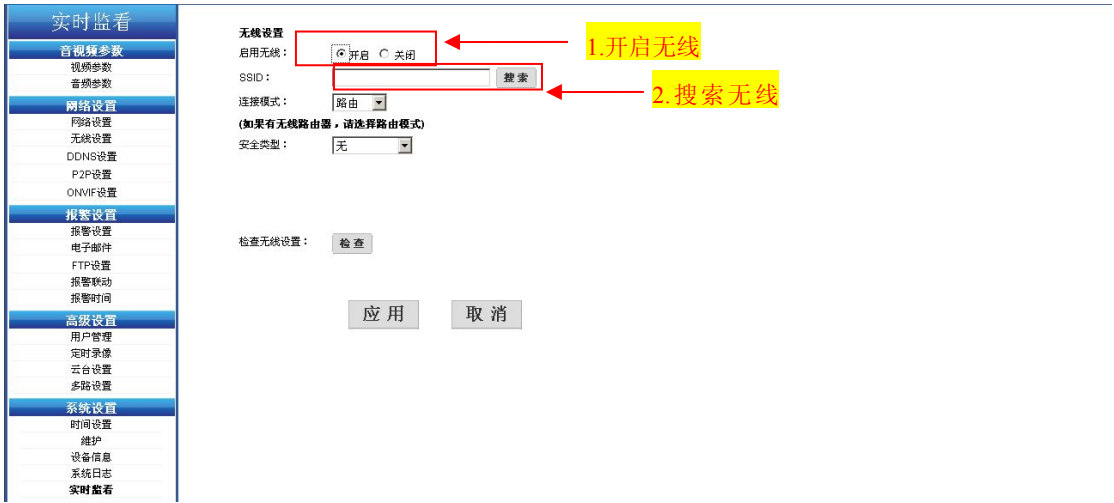 实时监看
音视频参数
视频参数
音频参数
网络设置
网络设置
无线设置
DDNS设置
P2P设置
ONVIF设置
报警设置
报警设置
电子邮件
FTP设置
报警联动
报警时间
高级设置
用户管理
定时录像
云台设置
多路设置
系统设置
时间设置
维护
设备信息
系统日志
实时监看
无线设置
启用无线： 开启 关闭
1.开启无线
SSID： 搜索
2.搜索无线
连接模式： 路由
(如果有无线路由器，请选择路由模式)
安全类型： 无
检查无线设置： 检查
应用 取消